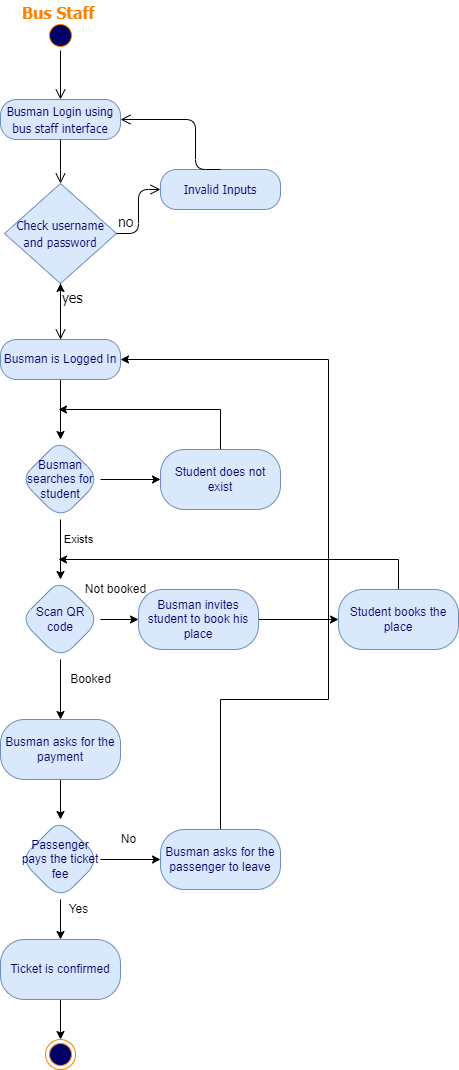 Bus Staff
Busman Login using
bus staff interface
Invalid Inputs
Check username
and password
no
yes
Busman is Logged In
Busman
searches for
student
Student does not
exist
Exists
Not booked
Scan QR
code
Busman invites
student to book his
place
Student books the
place
Booked
Busman asks for the
payment
Passenger
pays the ticket
fee
No
Busman asks for the
passenger to leave
Yes
Ticket is confirmed